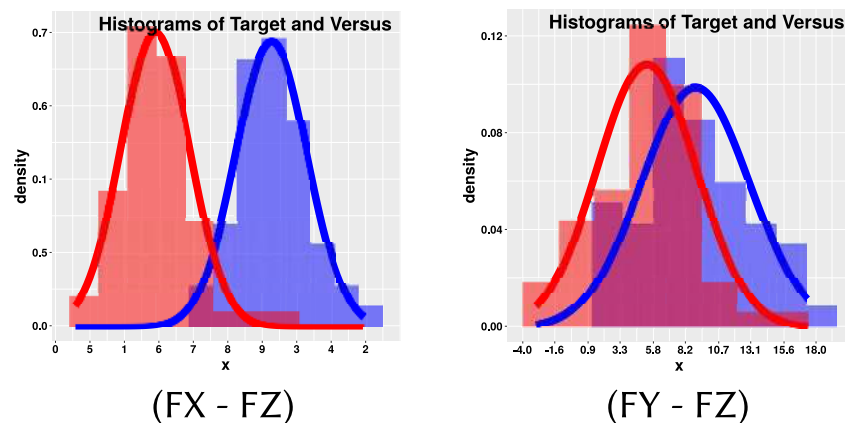 Histograms of Target and Versus
0.7
0.6
0.1
0.5
0.0
density
0 5 1 6 7 8 9 3 4 2
x
(FX - FZ)
Histograms of Target and Versus
0.12
0.08
0.04
0.00
density
-4.0 -1.6 0.9 3.3 5.8 8.2 10.7 13.1 15.6 18.0
x
(FY - FZ)